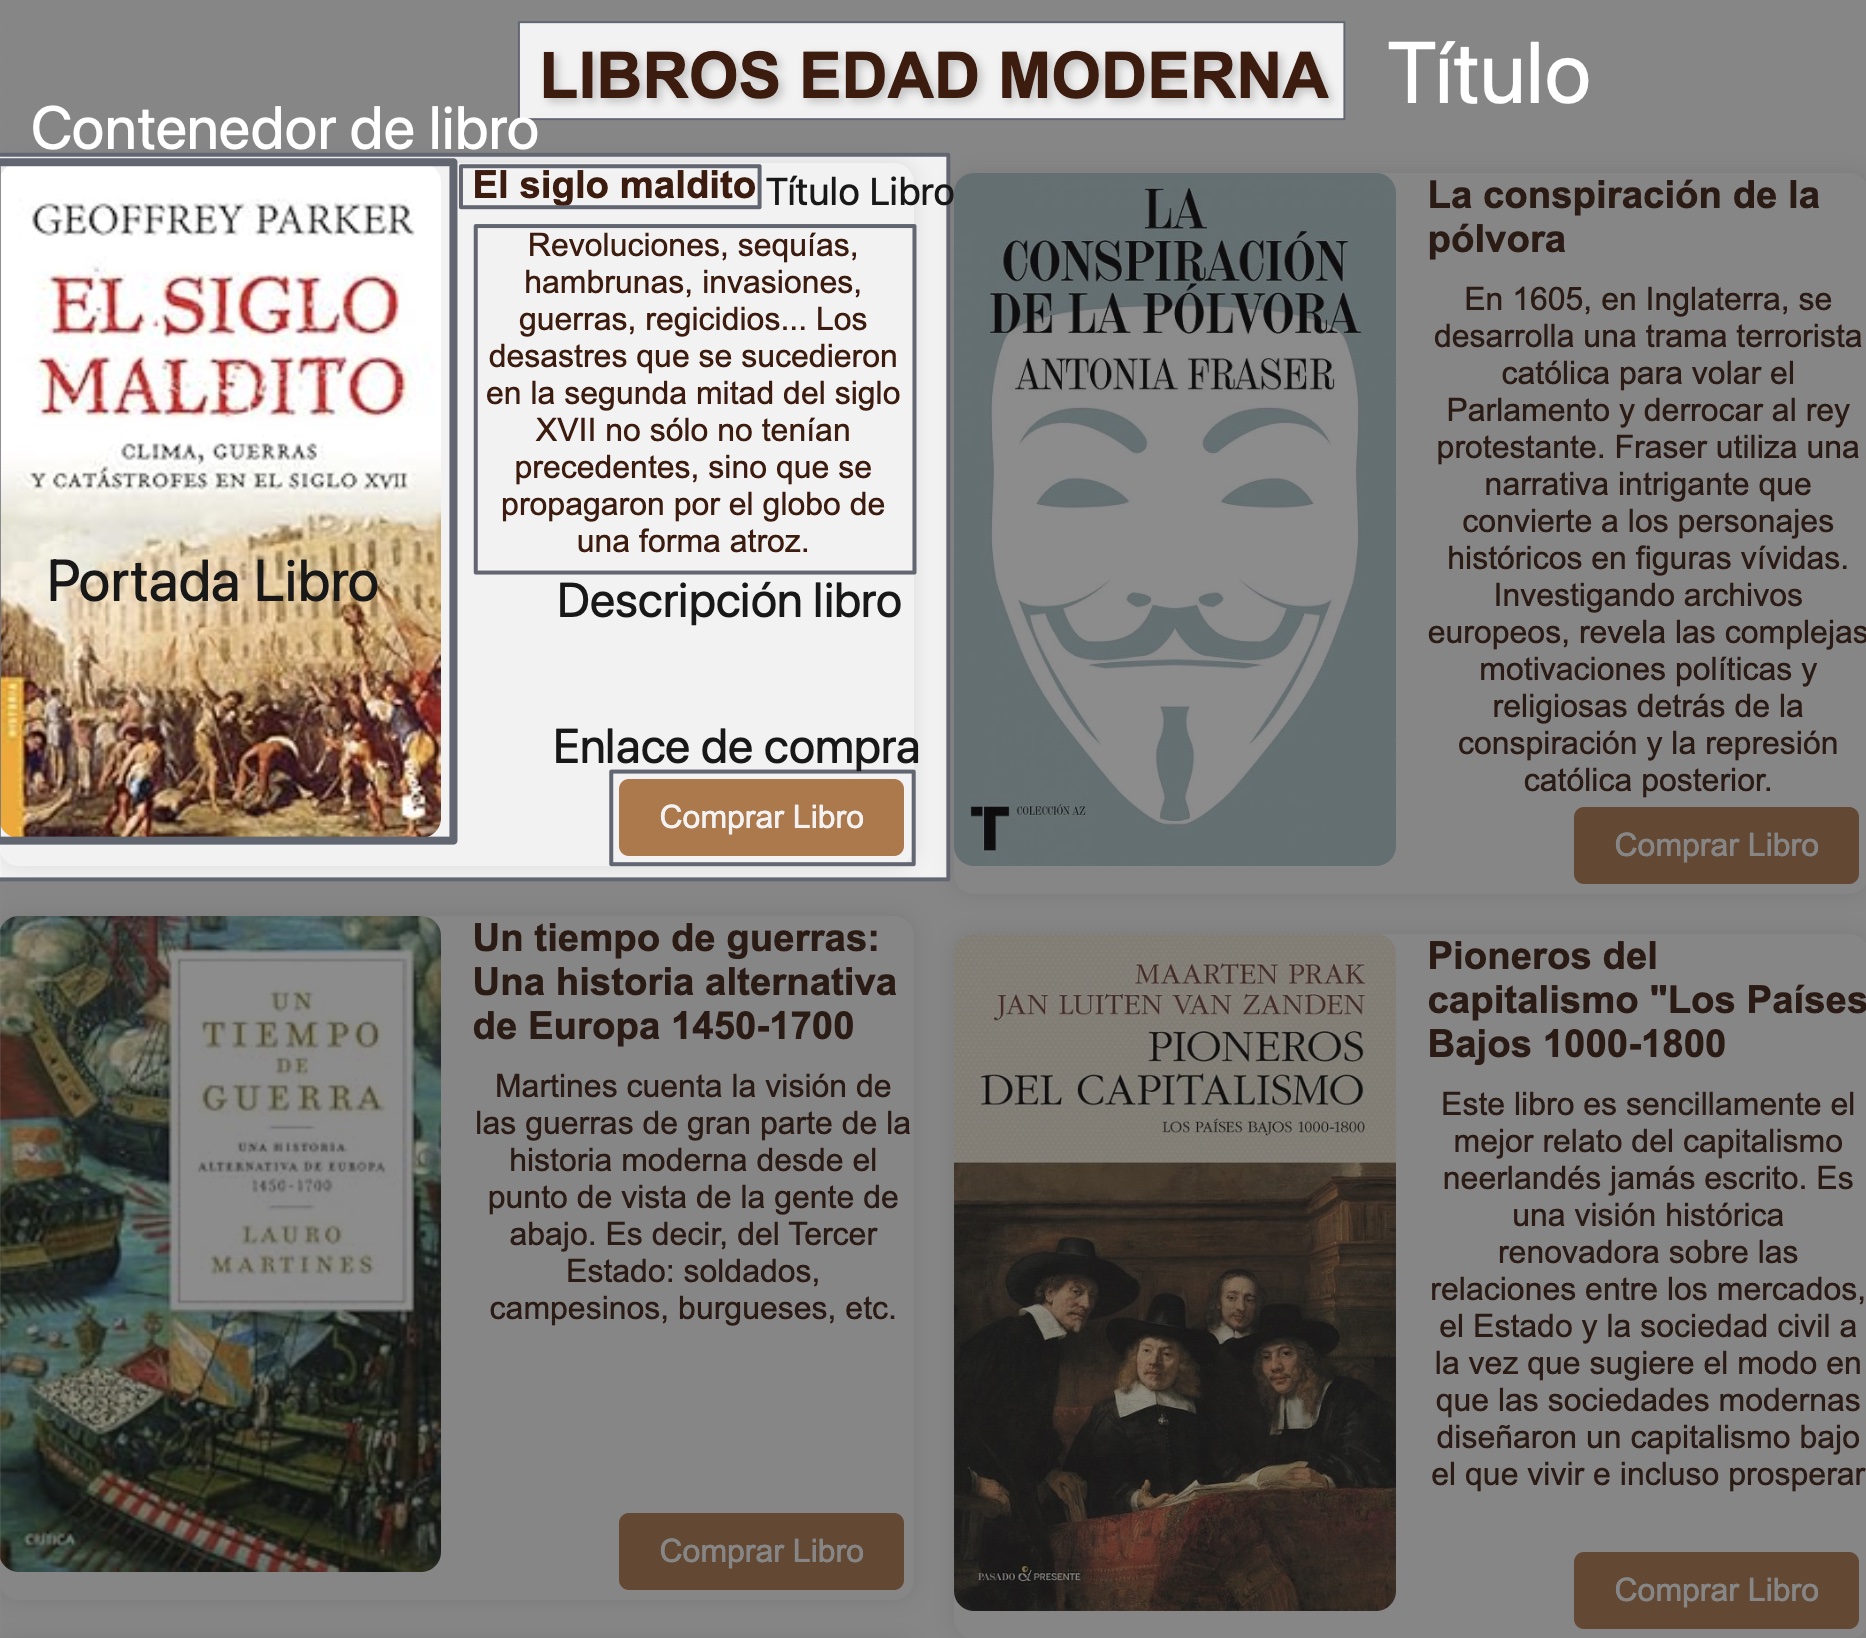 LIBROS EDAD MODERNA
Título
Contenedor de libro
GEOFFREY PARKER
EL SIGLO
MALDITO
CLIMA, GUERRAS
Y CATÁSTROFES EN EL SIGLO XVII
Portada Libro
HISTORIA
BOOKET
El siglo maldito
Título Libro
Revoluciones, sequías,
hambrunas, invasiones,
guerras, regicidios... Los
desastres que se sucedieron
en la segunda mitad del siglo
XVII no sólo no tenían
precedentes, sino que se
propagaron por el globo de
una forma atroz.
Descripción libro
Enlace de compra
Comprar Libro
LA
CONSPIRACIÓN
DE LA PÓLVORA
ANTONIA FRASER
T COLECCIÓN AZ
La conspiración de la
pólvora
En 1605, en Inglaterra, se
desarrolla una trama terrorista
católica para volar el
Parlamento y derrocar al rey
protestante. Fraser utiliza una
narrativa intrigante que
convierte a los personajes
históricos en figuras vívidas.
Investigando archivos
europeos, revela las complejas
motivaciones políticas y
religiosas detrás de la
conspiración y la represión
católica posterior.
Comprar Libro
UN
TIEMPO
DE
GUERRA
UNA HISTORIA
ALTERNATIVA DE EUROPA
1450-1700
LAURO
MARTINES
CRÍTICA
Un tiempo de guerras:
Una historia alternativa
de Europa 1450-1700
Martines cuenta la visión de
las guerras de gran parte de la
historia moderna desde el
punto de vista de la gente de
abajo. Es decir, del Tercer
Estado: soldados,
campesinos, burgueses, etc.
Comprar Libro
MAARTEN PRAK
JAN LUITEN VAN ZANDEN
PIONEROS
DEL CAPITALISMO
LOS PAÍSES BAJOS 1000-1800
PASADO & PRESENTE
Pioneros del
capitalismo "Los Países
Bajos 1000-1800
Este libro es sencillamente el
mejor relato del capitalismo
neerlandés jamás escrito. Es
una visión histórica
renovadora sobre las
relaciones entre los mercados,
el Estado y la sociedad civil a
la vez que sugiere el modo en
que las sociedades modernas
diseñaron un capitalismo bajo
el que vivir e incluso prosperar
Comprar Libro